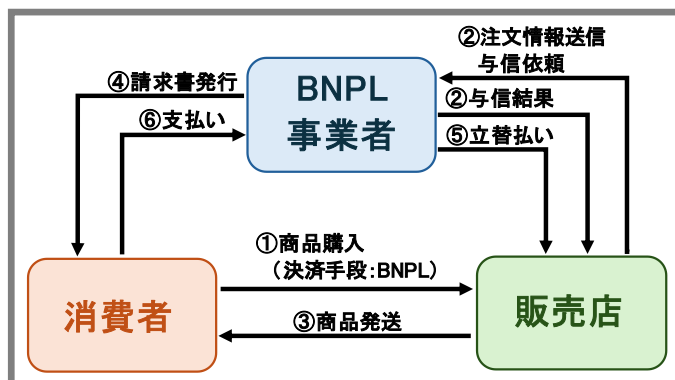 ②注文情報送信
与信依頼
④請求書発行
BNPL
事業者
②与信結果
⑥支払い
⑤立替払い
①商品購入
（決済手段：BNPL）
消費者
販売店
③商品発送